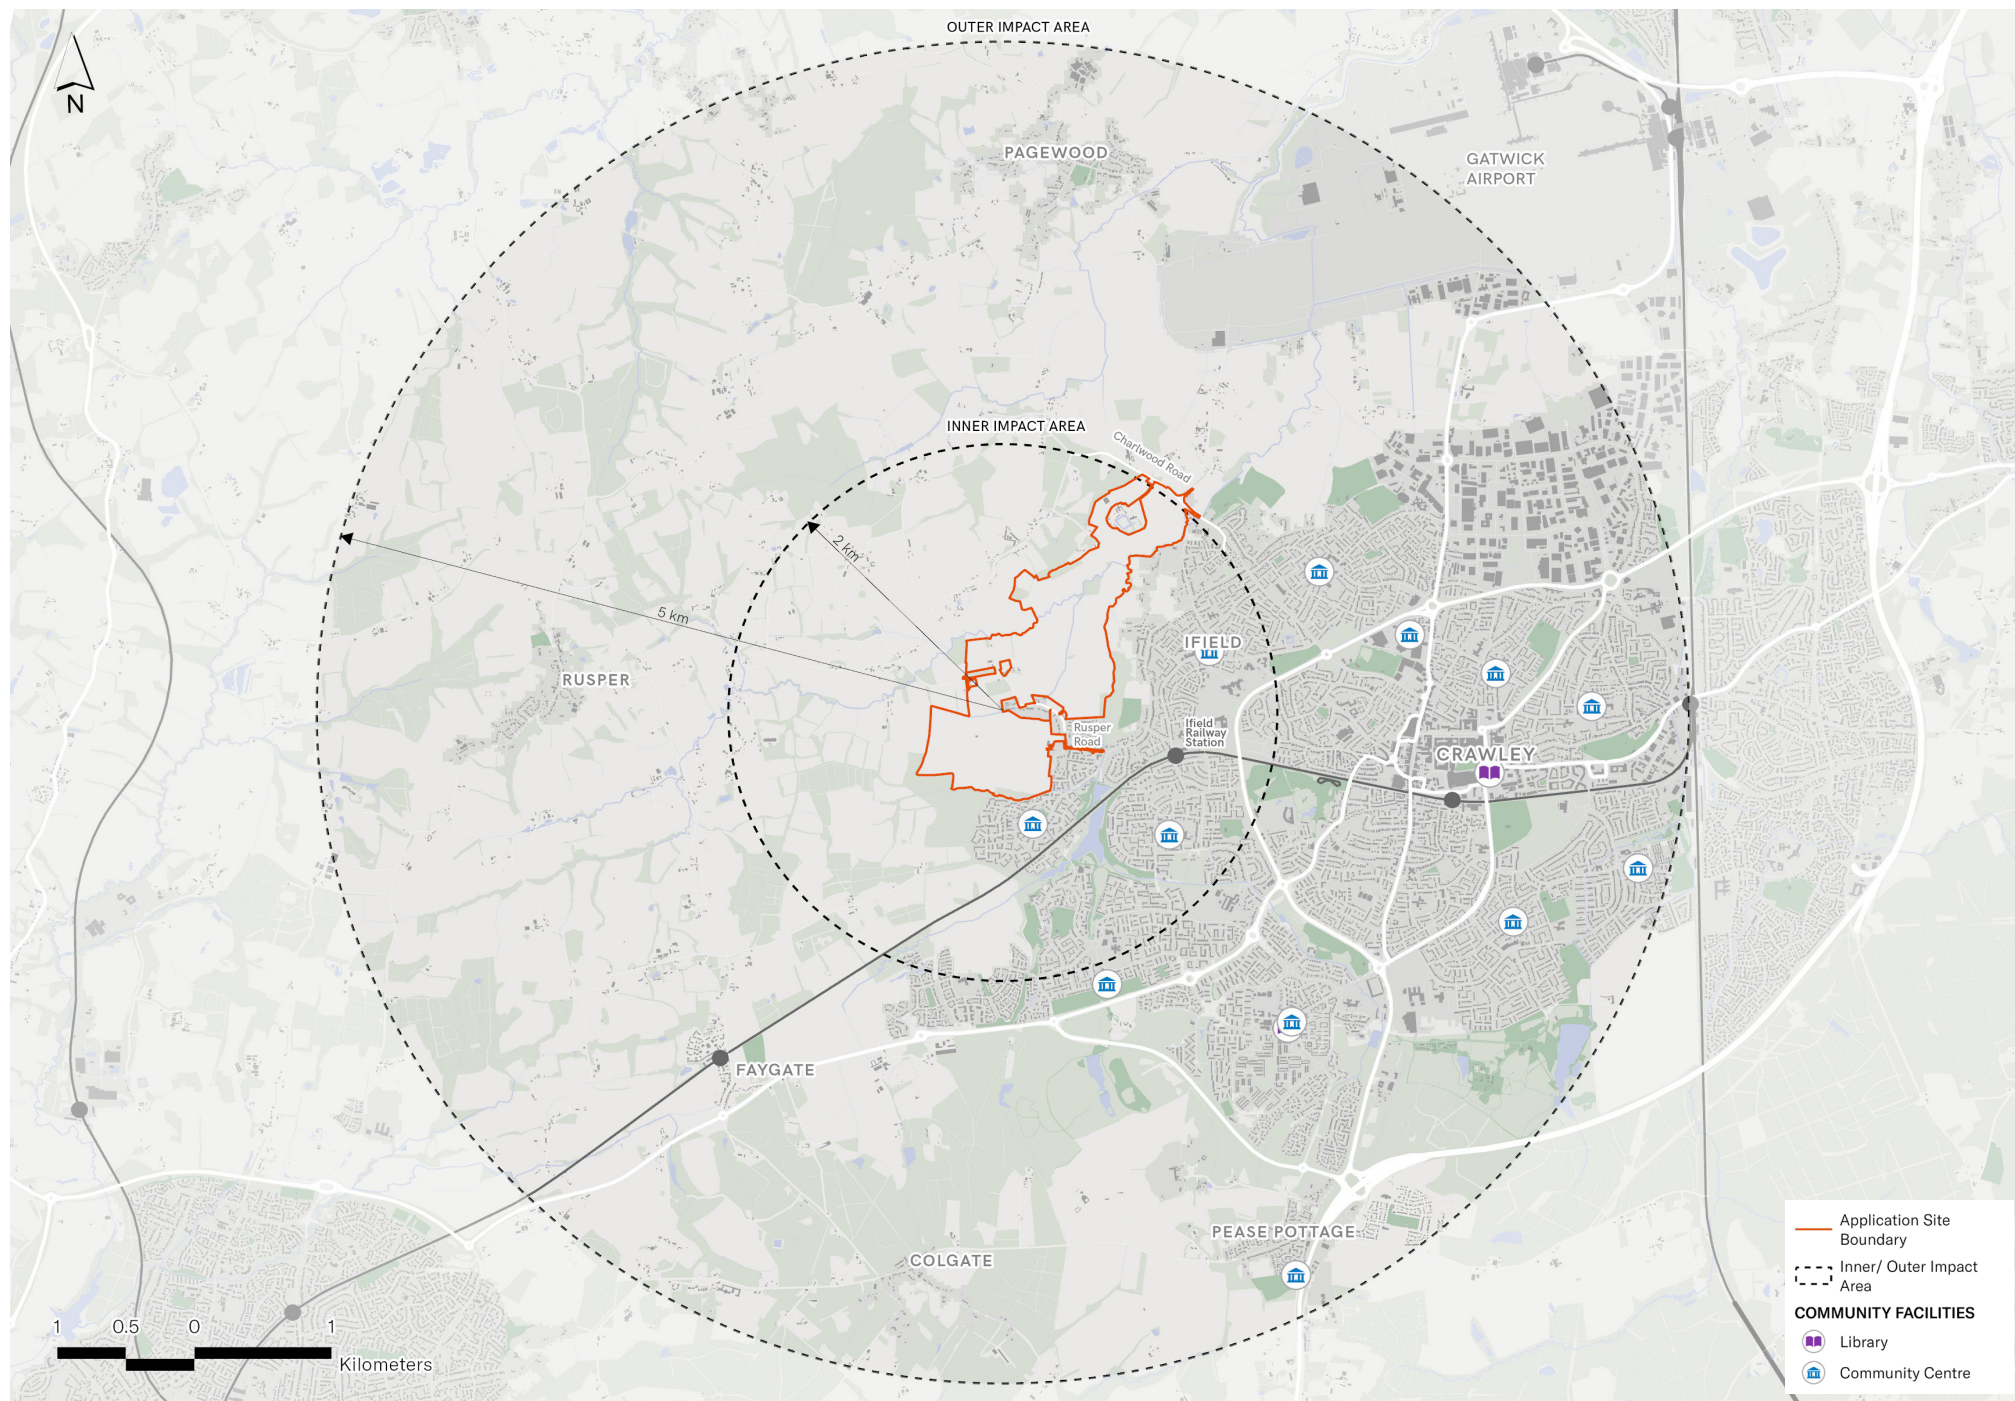 OUTER IMPACT AREA
N
PAGEWOOD
GATWICK
AIRPORT
INNER IMPACT AREA
Charlwood Road
2 km
5 km
IFIELD
RUSPER
Rusper
Road
Ifield
Railway
Station
CRAWLEY
FAYGATE
PEASE POTTAGE
COLGATE
Application Site
Boundary
Inner/ Outer Impact
Area
COMMUNITY FACILITIES
Library
Community Centre
1 0.5 0 1
Kilometers